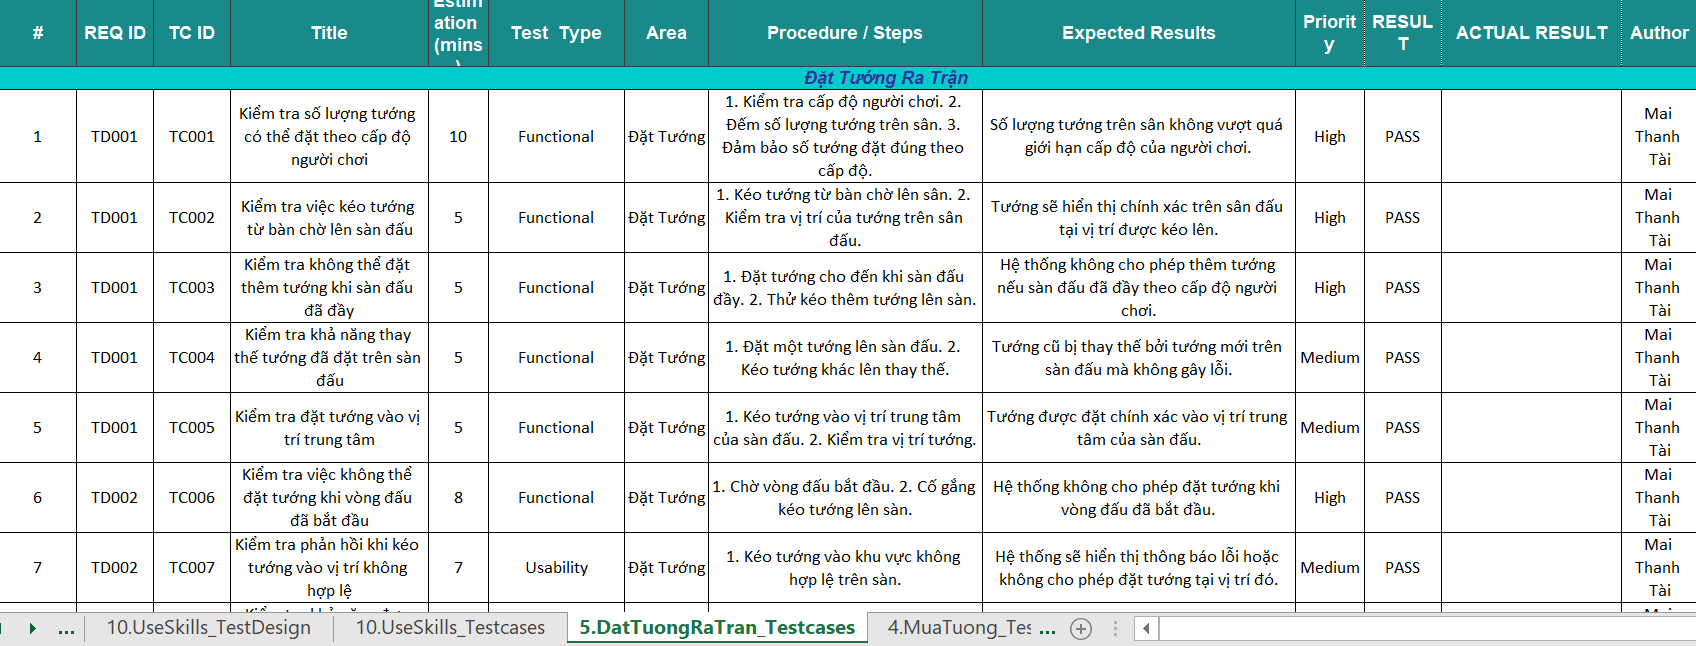 # REQ ID TC ID Title Estim ation (mins ) Test Type Area Procedure / Steps Expected Results Priorit y RESUL T ACTUAL RESULT Author
Đặt Tướng Ra Trận
1 TD001 TC001 Kiểm tra số lượng tướng có thể đặt theo cấp độ người chơi 10 Functional Đặt Tướng 1. Kiểm tra cấp độ người chơi. 2. Đếm số lượng tướng trên sân. 3. Đảm bảo số tướng đặt đúng theo cấp độ. Số lượng tướng trên sân không vượt quá giới hạn cấp độ của người chơi. High PASS Mai Thanh Tài
2 TD001 TC002 Kiểm tra việc kéo tướng từ bàn chờ lên sàn đấu 5 Functional Đặt Tướng 1. Kéo tướng từ bàn chờ lên sân. 2. Kiểm tra vị trí của tướng trên sân đấu. Tướng sẽ hiển thị chính xác trên sân đấu tại vị trí được kéo lên. High PASS Mai Thanh Tài
3 TD001 TC003 Kiểm tra không thể đặt thêm tướng khi sàn đấu đã đầy 5 Functional Đặt Tướng 1. Đặt tướng cho đến khi sàn đấu đầy. 2. Thử kéo thêm tướng lên sàn. Hệ thống không cho phép thêm tướng nếu sàn đấu đã đầy theo cấp độ người chơi. High PASS Mai Thanh Tài
4 TD001 TC004 Kiểm tra khả năng thay thế tướng đã đặt trên sàn đấu 5 Functional Đặt Tướng 1. Đặt một tướng lên sàn đấu. 2. Kéo tướng khác lên thay thế. Tướng cũ bị thay thế bởi tướng mới trên sàn đấu mà không gây lỗi. Medium PASS Mai Thanh Tài
5 TD001 TC005 Kiểm tra đặt tướng vào vị trí trung tâm 5 Functional Đặt Tướng 1. Kéo tướng vào vị trí trung tâm của sàn đấu. 2. Kiểm tra vị trí tướng. Tướng được đặt chính xác vào vị trí trung tâm của sàn đấu. Medium PASS Mai Thanh Tài
6 TD002 TC006 Kiểm tra việc không thể đặt tướng khi vòng đấu đã bắt đầu 8 Functional Đặt Tướng 1. Chờ vòng đấu bắt đầu. 2. Cố gắng kéo tướng lên sàn. Hệ thống không cho phép đặt tướng khi vòng đấu đã bắt đầu. High PASS Mai Thanh Tài
7 TD002 TC007 Kiểm tra phản hồi khi kéo tướng vào vị trí không hợp lệ 7 Usability Đặt Tướng 1. Kéo tướng vào khu vực không hợp lệ trên sàn. Hệ thống sẽ hiển thị thông báo lỗi hoặc không cho phép đặt tướng tại vị trí đó. Medium PASS Mai Thanh Tài
... 10.UseSkills_TestDesign 10.UseSkills_Testcases 5.DatTuongRaTran_Testcases 4.MuaTuong_Tes ...